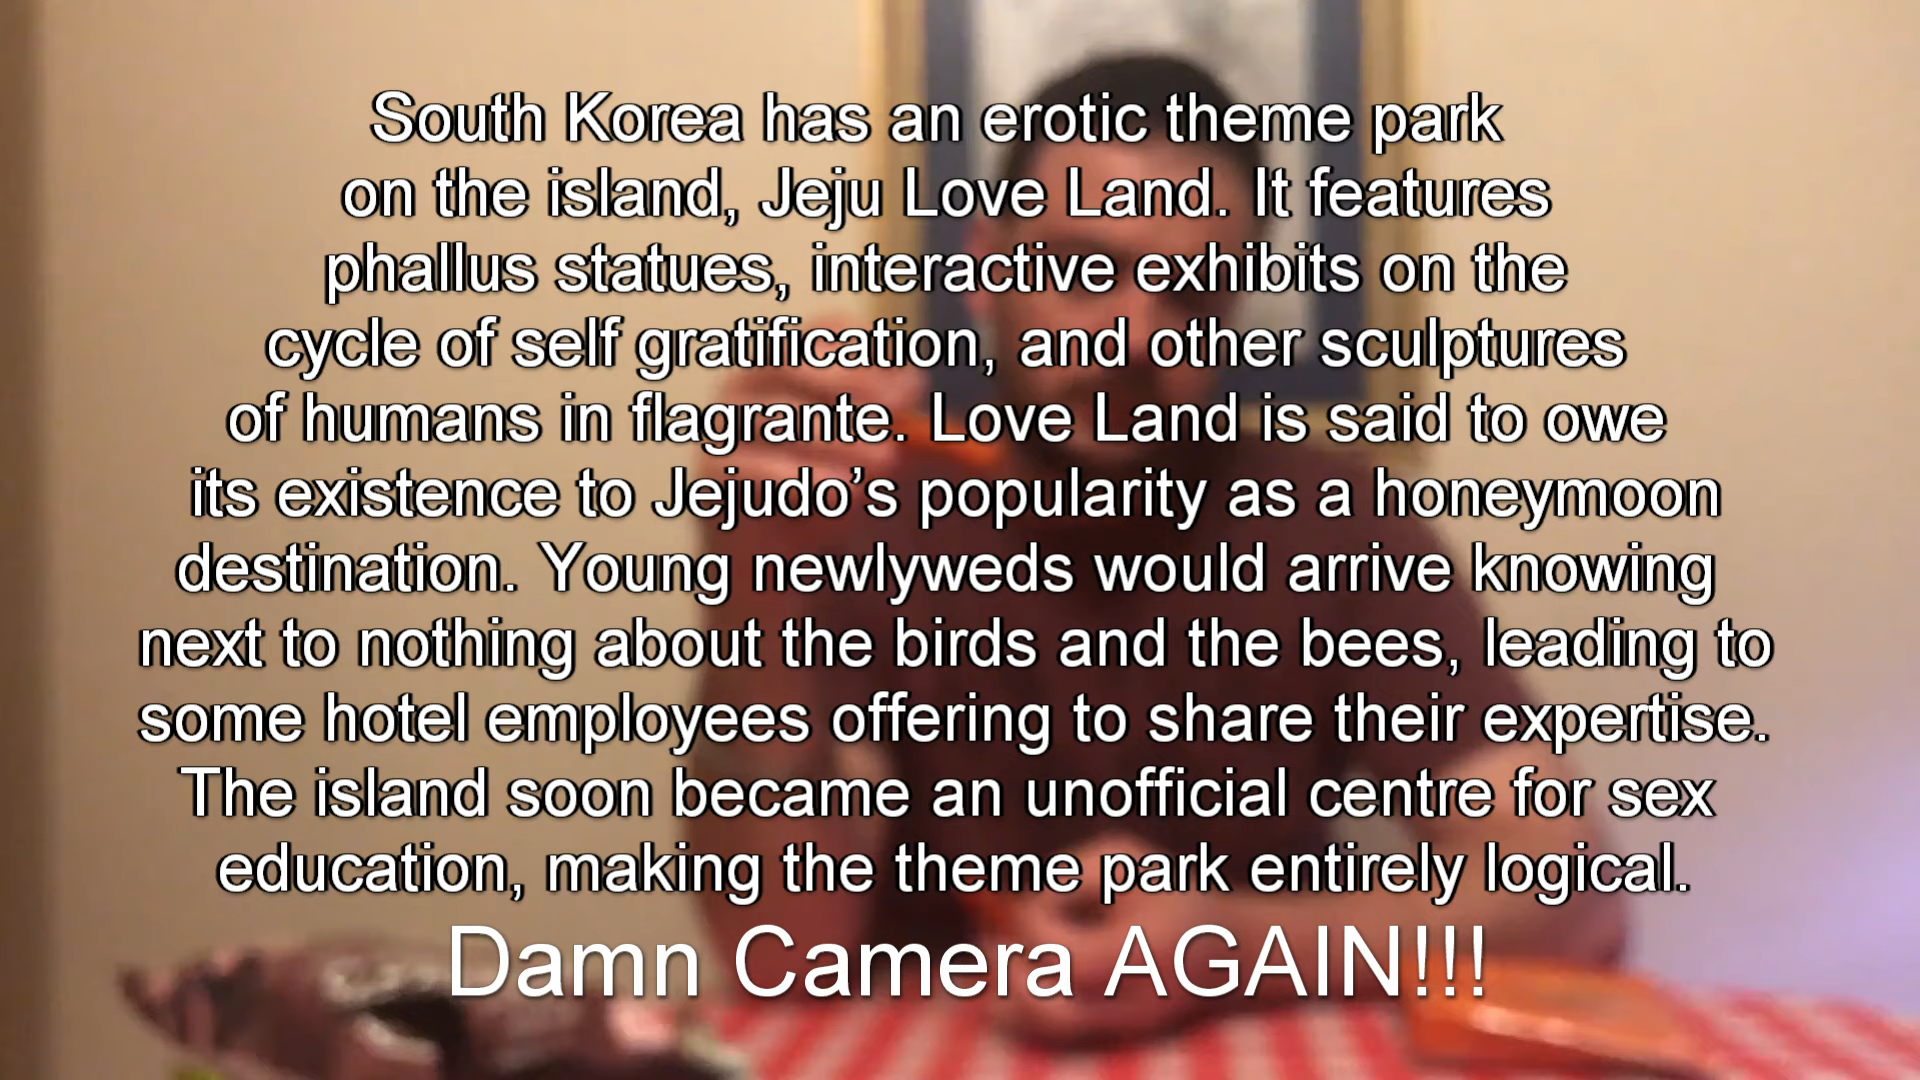 South Korea has an erotic theme park
on the island, Jeju Love Land. It features
phallus statues, interactive exhibits on the
cycle of self gratification, and other sculptures
of humans in flagrante. Love Land is said to owe
its existence to Jejudo’s popularity as a honeymoon
destination. Young newlyweds would arrive knowing
next to nothing about the birds and the bees, leading to
some hotel employees offering to share their expertise.
The island soon became an unofficial centre for sex
education, making the theme park entirely logical.
Damn Camera AGAIN!!!